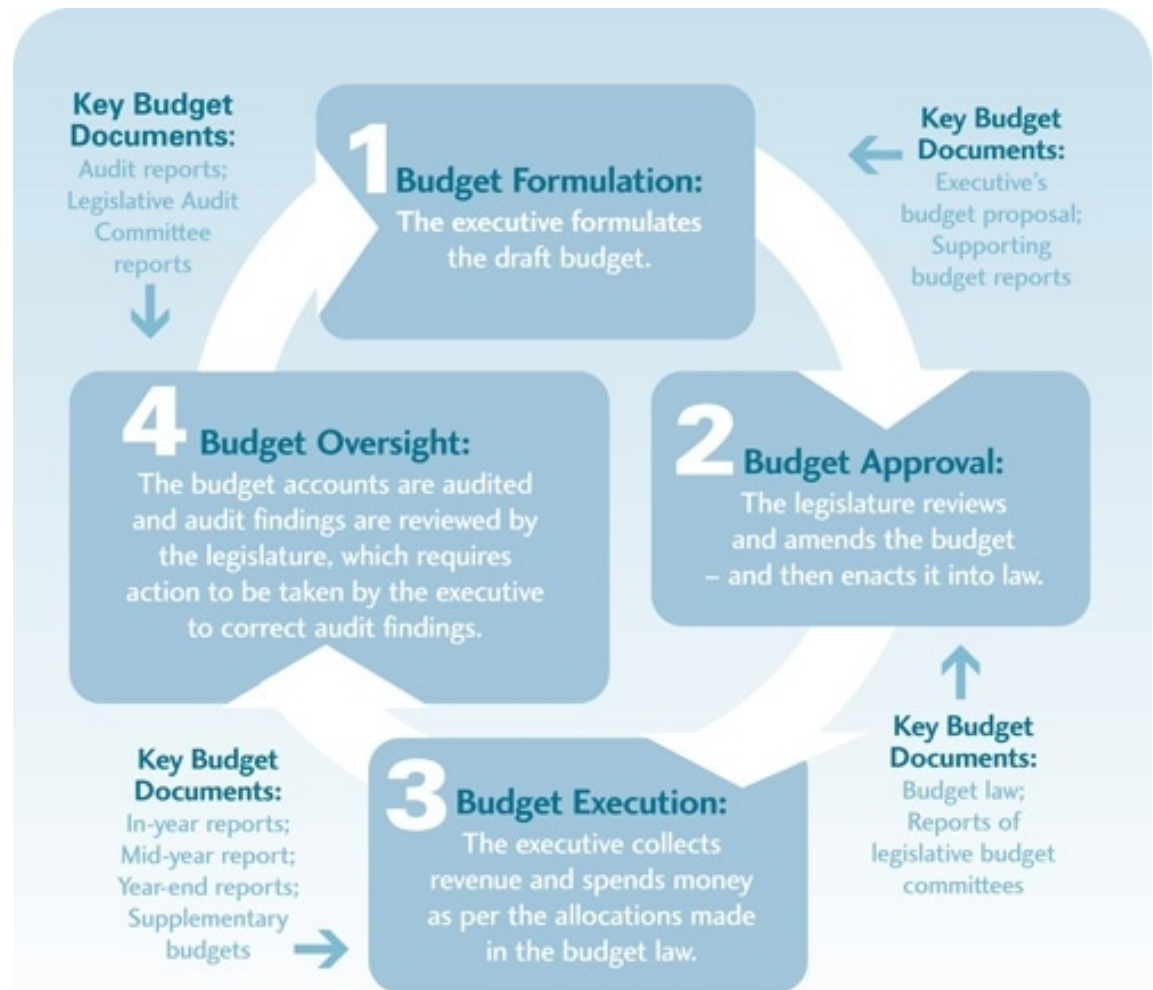 Key Budget
Documents:
Audit reports;
Legislative Audit
Committee
reports
1
Budget Formulation:
The executive formulates
the draft budget.
Key Budget
Documents:
Executive's
budget proposal;
Supporting
budget reports
4
Budget Oversight:
The budget accounts are audited
and audit findings are reviewed by
the legislature, which requires
action to be taken by the executive
to correct audit findings.
2
Budget Approval:
The legislature reviews
and amends the budget
– and then enacts it into law.
Key Budget
Documents:
In-year reports;
Mid-year report;
Year-end reports;
Supplementary
budgets
3
Budget Execution:
The executive collects
revenue and spends money
as per the allocations made
in the budget law.
Key Budget
Documents:
Budget law;
Reports of
legislative budget
committees